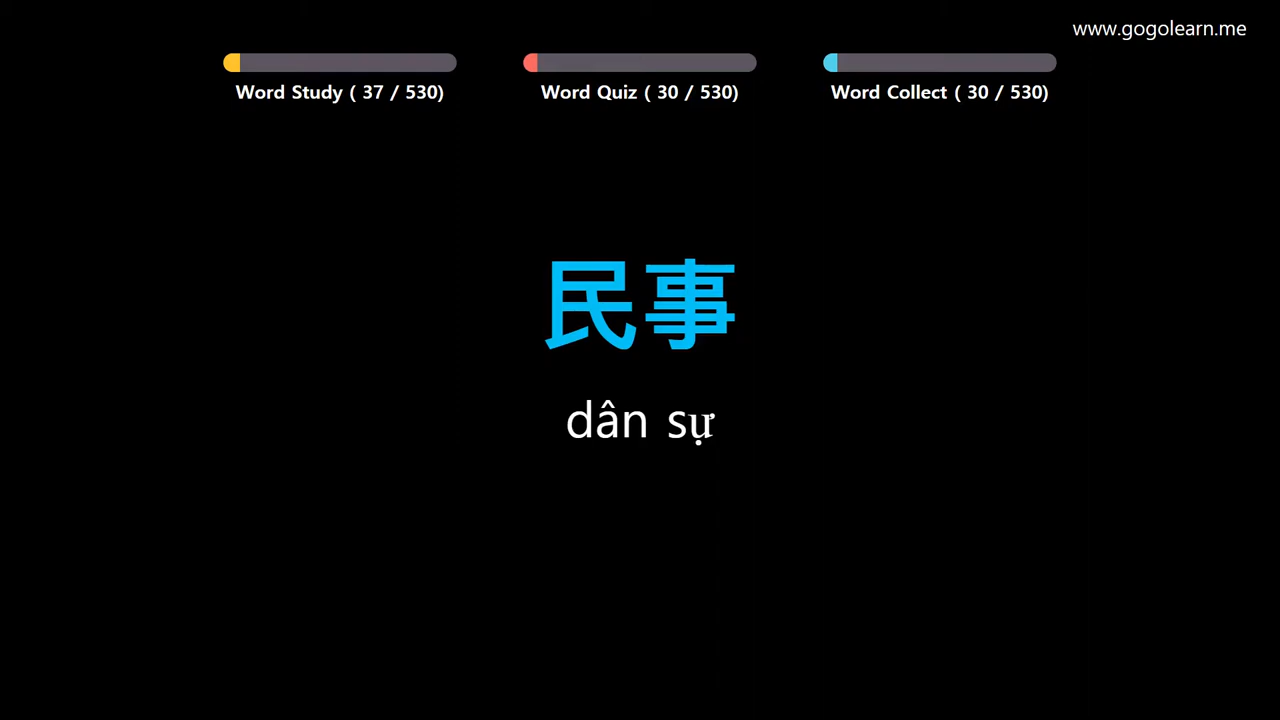 www.gogolearn.me
Word Study ( 37 / 530)
Word Quiz ( 30 / 530)
Word Collect ( 30 / 530)
民事
dân sự